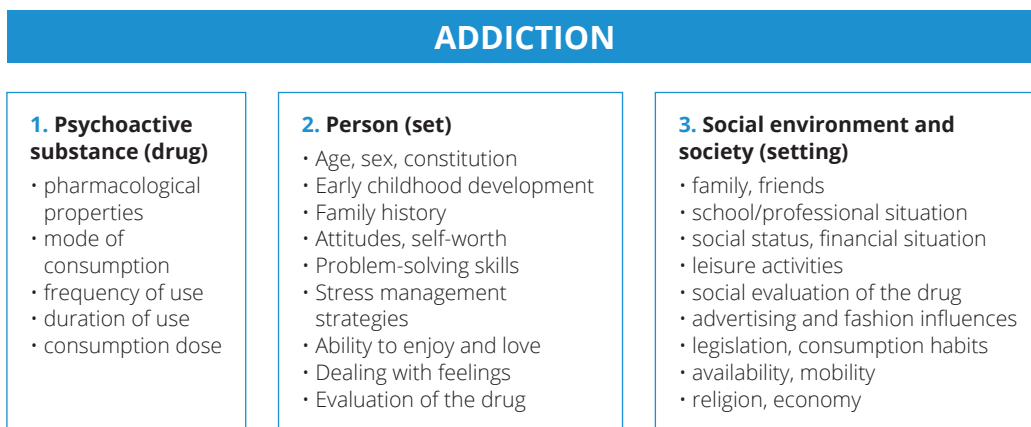 ADDICTION
1. Psychoactive
substance (drug)
· pharmacological
properties
· mode of
consumption
· frequency of use
· duration of use
· consumption dose
2. Person (set)
· Age, sex, constitution
· Early childhood development
· Family history
· Attitudes, self-worth
· Problem-solving skills
· Stress management
strategies
· Ability to enjoy and love
· Dealing with feelings
· Evaluation of the drug
3. Social environment and
society (setting)
· family, friends
· school/professional situation
· social status, financial situation
· leisure activities
· social evaluation of the drug
· advertising and fashion influences
· legislation, consumption habits
· availability, mobility
· religion, economy